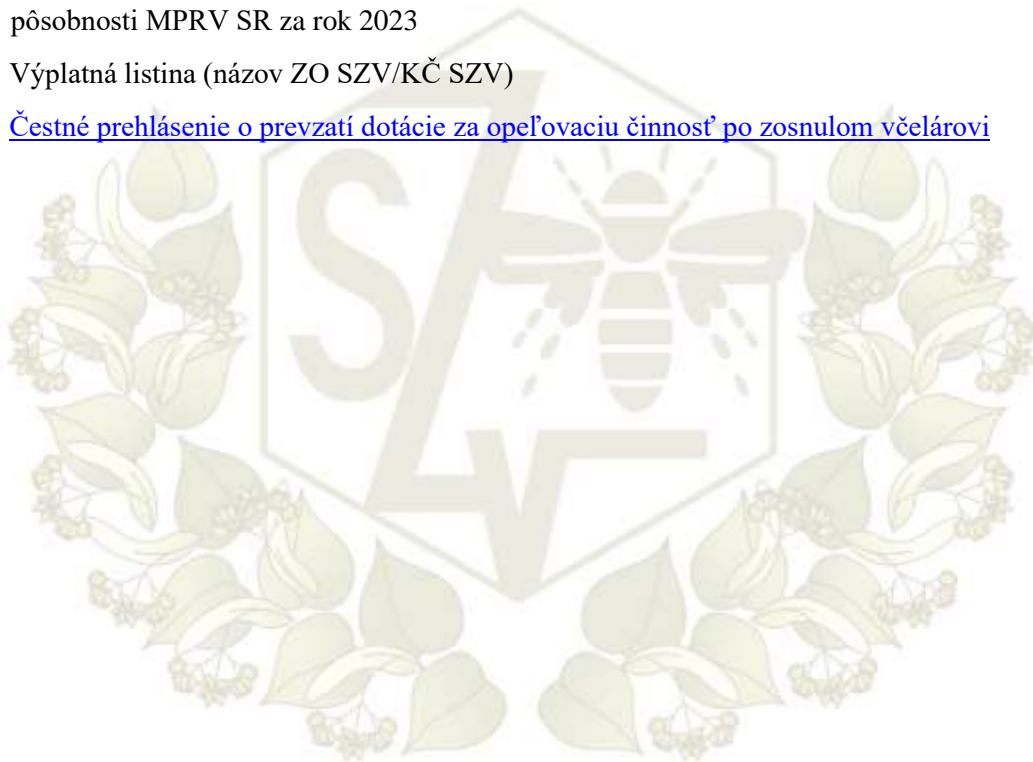 pôsobnosti MPRV SR za rok 2023
Výplatná listina (názov ZO SZV/KČ SZV)
Čestné prehlásenie o prevzatí dotácie za opeľovaciu činnosť po zosnulom včelárovi
SZV